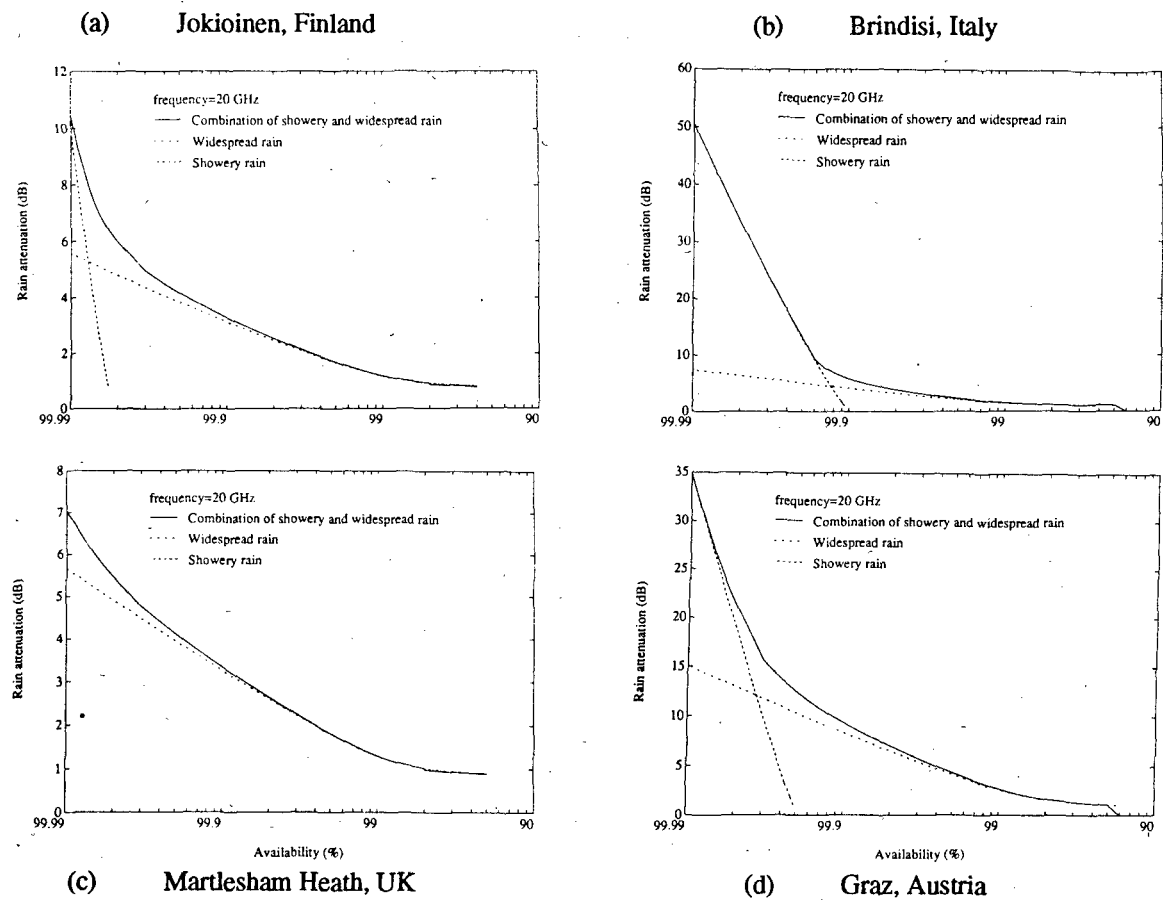 (a) Jokioinen, Finland
12
10
8
6
4
2
0
Rain attenuation (dB)
frequency=20 GHz
Combination of showery and widespread rain
Widespread rain
Showery rain
99.99 99.9 99 90
(b) Brindisi, Italy
60
50
40
30
20
10
0
Rain attenuation (dB)
frequency=20 GHz
Combination of showery and widespread rain
Widespread rain
Showery rain
99.99 99.9 99 90
8
7
6
5
4
3
2
1
0
Rain attenuation (dB)
frequency=20 GHz
Combination of showery and widespread rain
Widespread rain
Showery rain
99.99 99.9 99 90
Availability (%)
(c) Martlesham Heath, UK
35
30
25
20
15
10
5
0
Rain attenuation (dB)
frequency=20 GHz
Combination of showery and widespread rain
Widespread rain
Showery rain
99.99 99.9 99 90
Availability (%)
(d) Graz, Austria